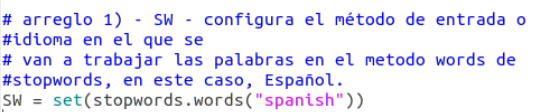 # arreglo 1) - SW - configura el método de entrada o
#idioma en el que se
# van a trabajar las palabras en el metodo words de
#stopwords, en este caso, Español.
SW = set(stopwords.words("spanish"))